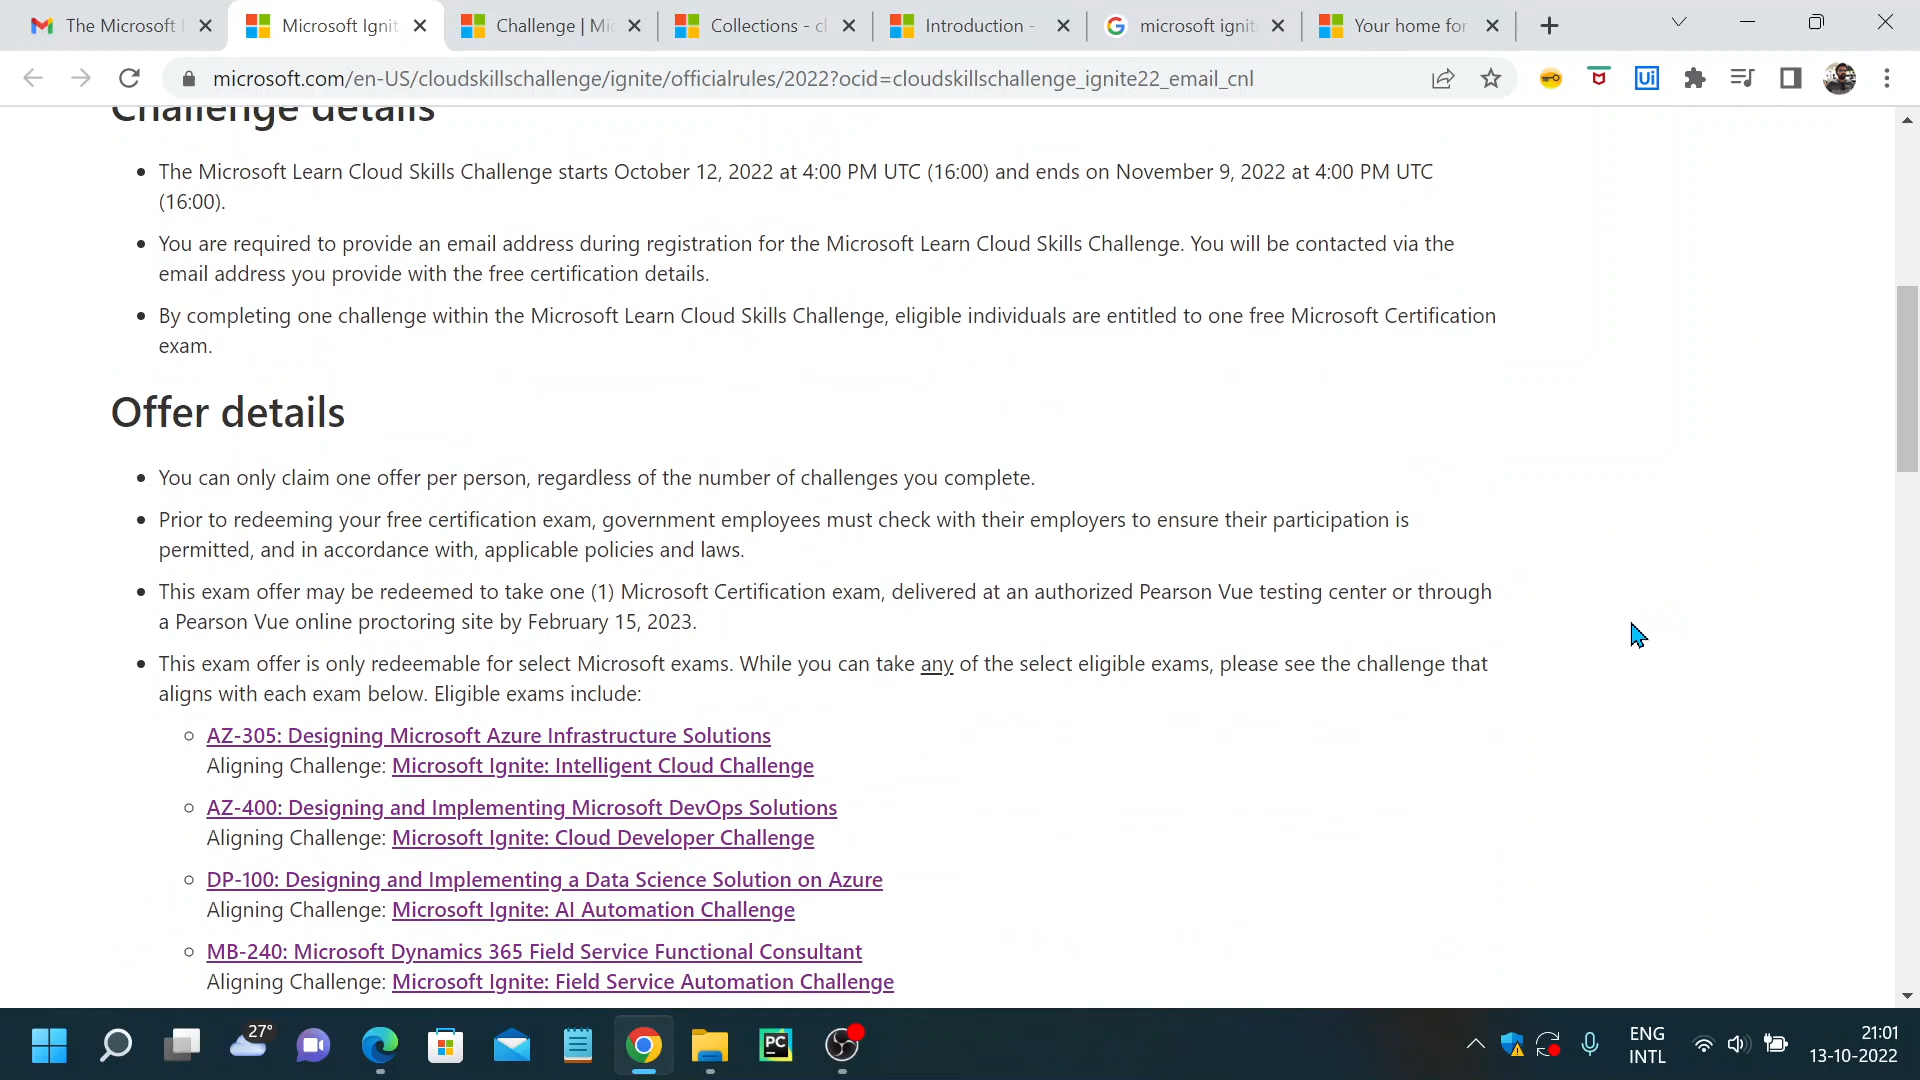 The Microsoft I
Microsoft Ignit
Challenge | Mi
Collections - cl
Introduction -
microsoft ignit
Your home for
microsoft.com/en-US/cloudskillschallenge/ignite/officialrules/2022?ocid=cloudskillschallenge_ignite22_email_cnl
Challenge details
The Microsoft Learn Cloud Skills Challenge starts October 12, 2022 at 4:00 PM UTC (16:00) and ends on November 9, 2022 at 4:00 PM UTC
(16:00).
You are required to provide an email address during registration for the Microsoft Learn Cloud Skills Challenge. You will be contacted via the
email address you provide with the free certification details.
By completing one challenge within the Microsoft Learn Cloud Skills Challenge, eligible individuals are entitled to one free Microsoft Certification
exam.
Offer details
You can only claim one offer per person, regardless of the number of challenges you complete.
Prior to redeeming your free certification exam, government employees must check with their employers to ensure their participation is
permitted, and in accordance with, applicable policies and laws.
This exam offer may be redeemed to take one (1) Microsoft Certification exam, delivered at an authorized Pearson Vue testing center or through
a Pearson Vue online proctoring site by February 15, 2023.
This exam offer is only redeemable for select Microsoft exams. While you can take any of the select eligible exams, please see the challenge that
aligns with each exam below. Eligible exams include:
AZ-305: Designing Microsoft Azure Infrastructure Solutions
Aligning Challenge: Microsoft Ignite: Intelligent Cloud Challenge
AZ-400: Designing and Implementing Microsoft DevOps Solutions
Aligning Challenge: Microsoft Ignite: Cloud Developer Challenge
DP-100: Designing and Implementing a Data Science Solution on Azure
Aligning Challenge: Microsoft Ignite: AI Automation Challenge
MB-240: Microsoft Dynamics 365 Field Service Functional Consultant
Aligning Challenge: Microsoft Ignite: Field Service Automation Challenge
27°
PC
ENG
INTL
21:01
13-10-2022